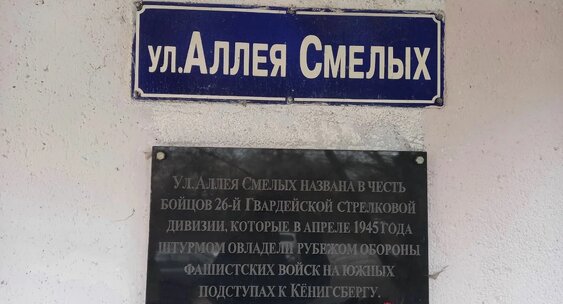 ул. Аллея Смелых
Ул. Аллея Смелых названа в честь
бойцов 26-й Гвардейской стрелковой
дивизии, которые в апреле 1945 года
штурмом овладели рубежом обороны
фашистских войск на южных
подступах к Кёнигсбергу.